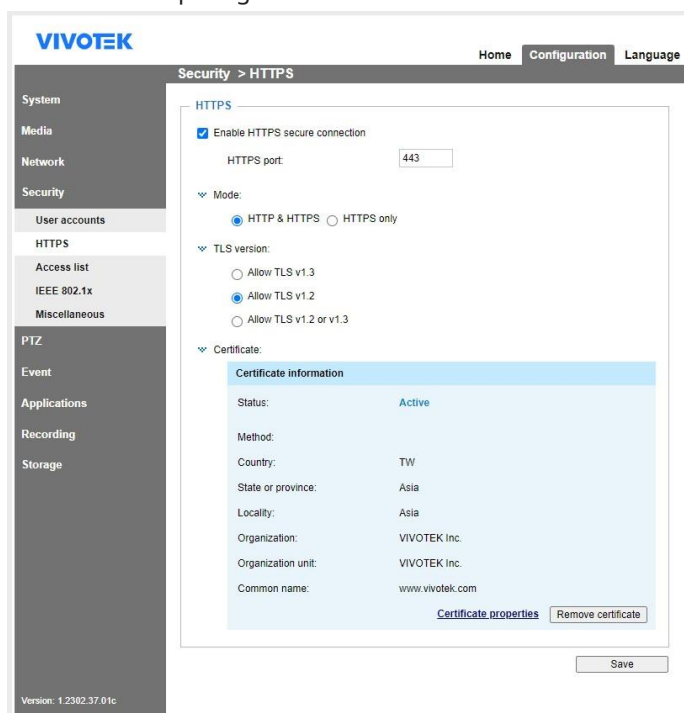 VIVOTEK
Home Configuration Language
Security > HTTPS
System
Media
Network
Security
User accounts
HTTPS
Access list
IEEE 802.1x
Miscellaneous
PTZ
Event
Applications
Recording
Storage
Version: 1.2302.37.01c
HTTPS
Enable HTTPS secure connection
HTTPS port: 443
Mode:
HTTP & HTTPS HTTPS only
TLS version:
Allow TLS v1.3
Allow TLS v1.2
Allow TLS v1.2 or v1.3
Certificate:
Certificate information
Status: Active
Method:
Country: TW
State or province: Asia
Locality: Asia
Organization: VIVOTEK Inc.
Organization unit: VIVOTEK Inc.
Common name: www.vivotek.com
Certificate properties Remove certificate
Save